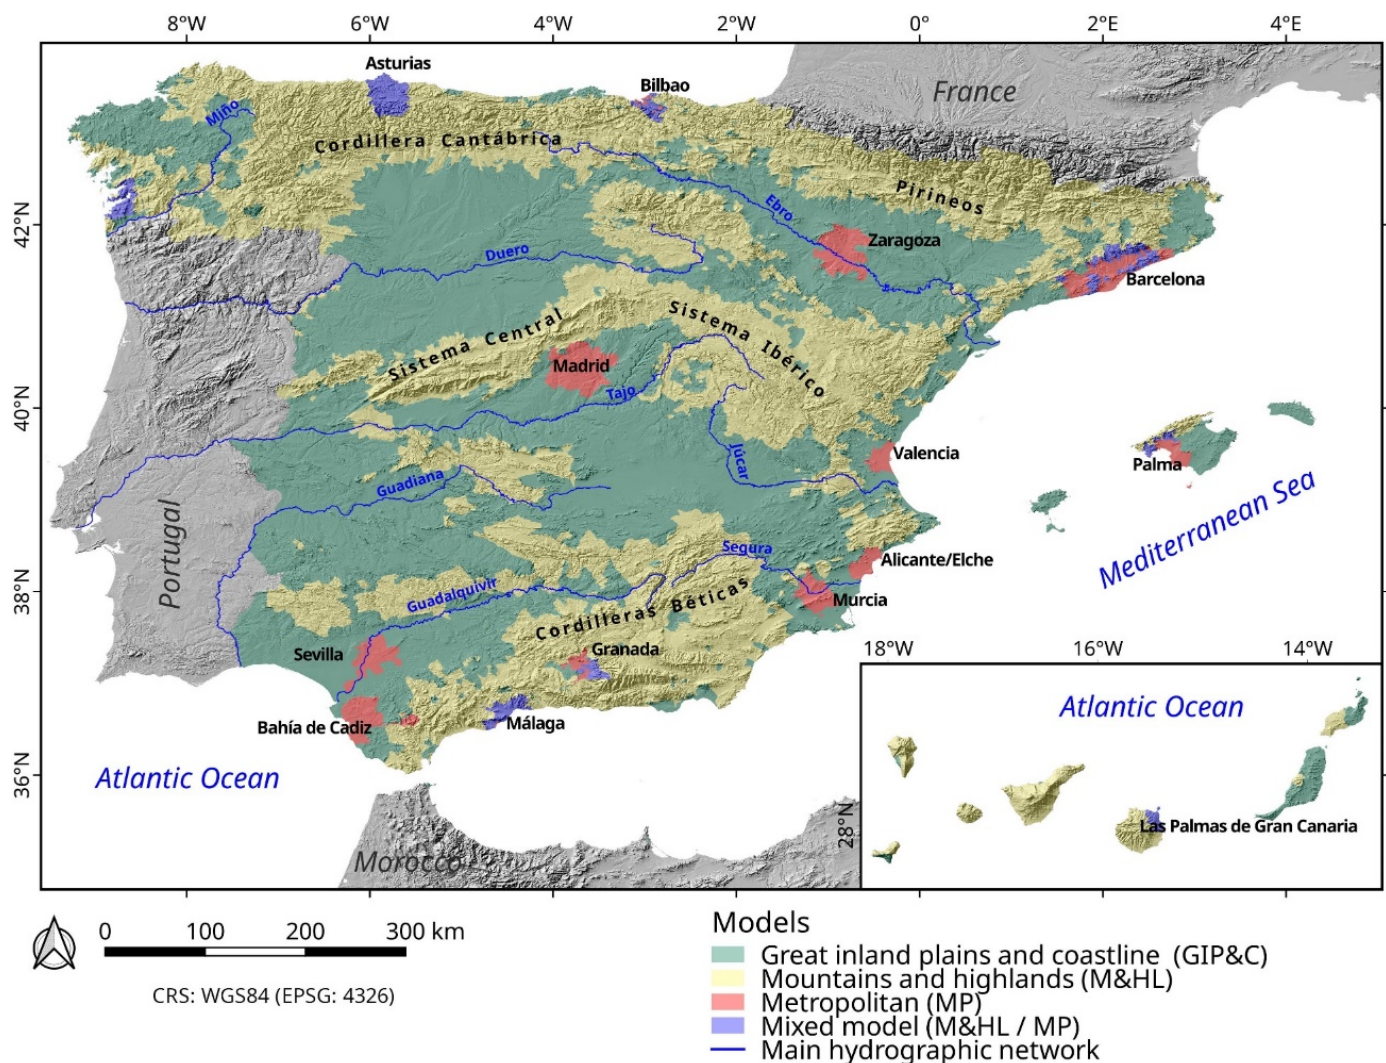 8°W 6°W 4°W 2°W 0° 2°E 4°E
42°N
40°N
38°N
36°N
Asturias
Bilbao
France
Miño
Cordillera Cantábrica
Pirineos
Ebro
Zaragoza
Duero
Barcelona
Sistema Central
Sistema Ibérico
Madrid
Tajo
Valencia
Palma
Júcar
Guadiana
Mediterranean Sea
Portugal
Segura
Alicante/Elche
Guadalquivir
Murcia
Cordilleras Béticas
Sevilla
Granada
Bahía de Cadiz
Málaga
Atlantic Ocean
Morocco
18°W 16°W 14°W
28°N
Atlantic Ocean
Las Palmas de Gran Canaria
0 100 200 300 km
CRS: WGS84 (EPSG: 4326)
Models
Great inland plains and coastline (GIP&C)
Mountains and highlands (M&HL)
Metropolitan (MP)
Mixed model (M&HL / MP)
Main hydrographic network